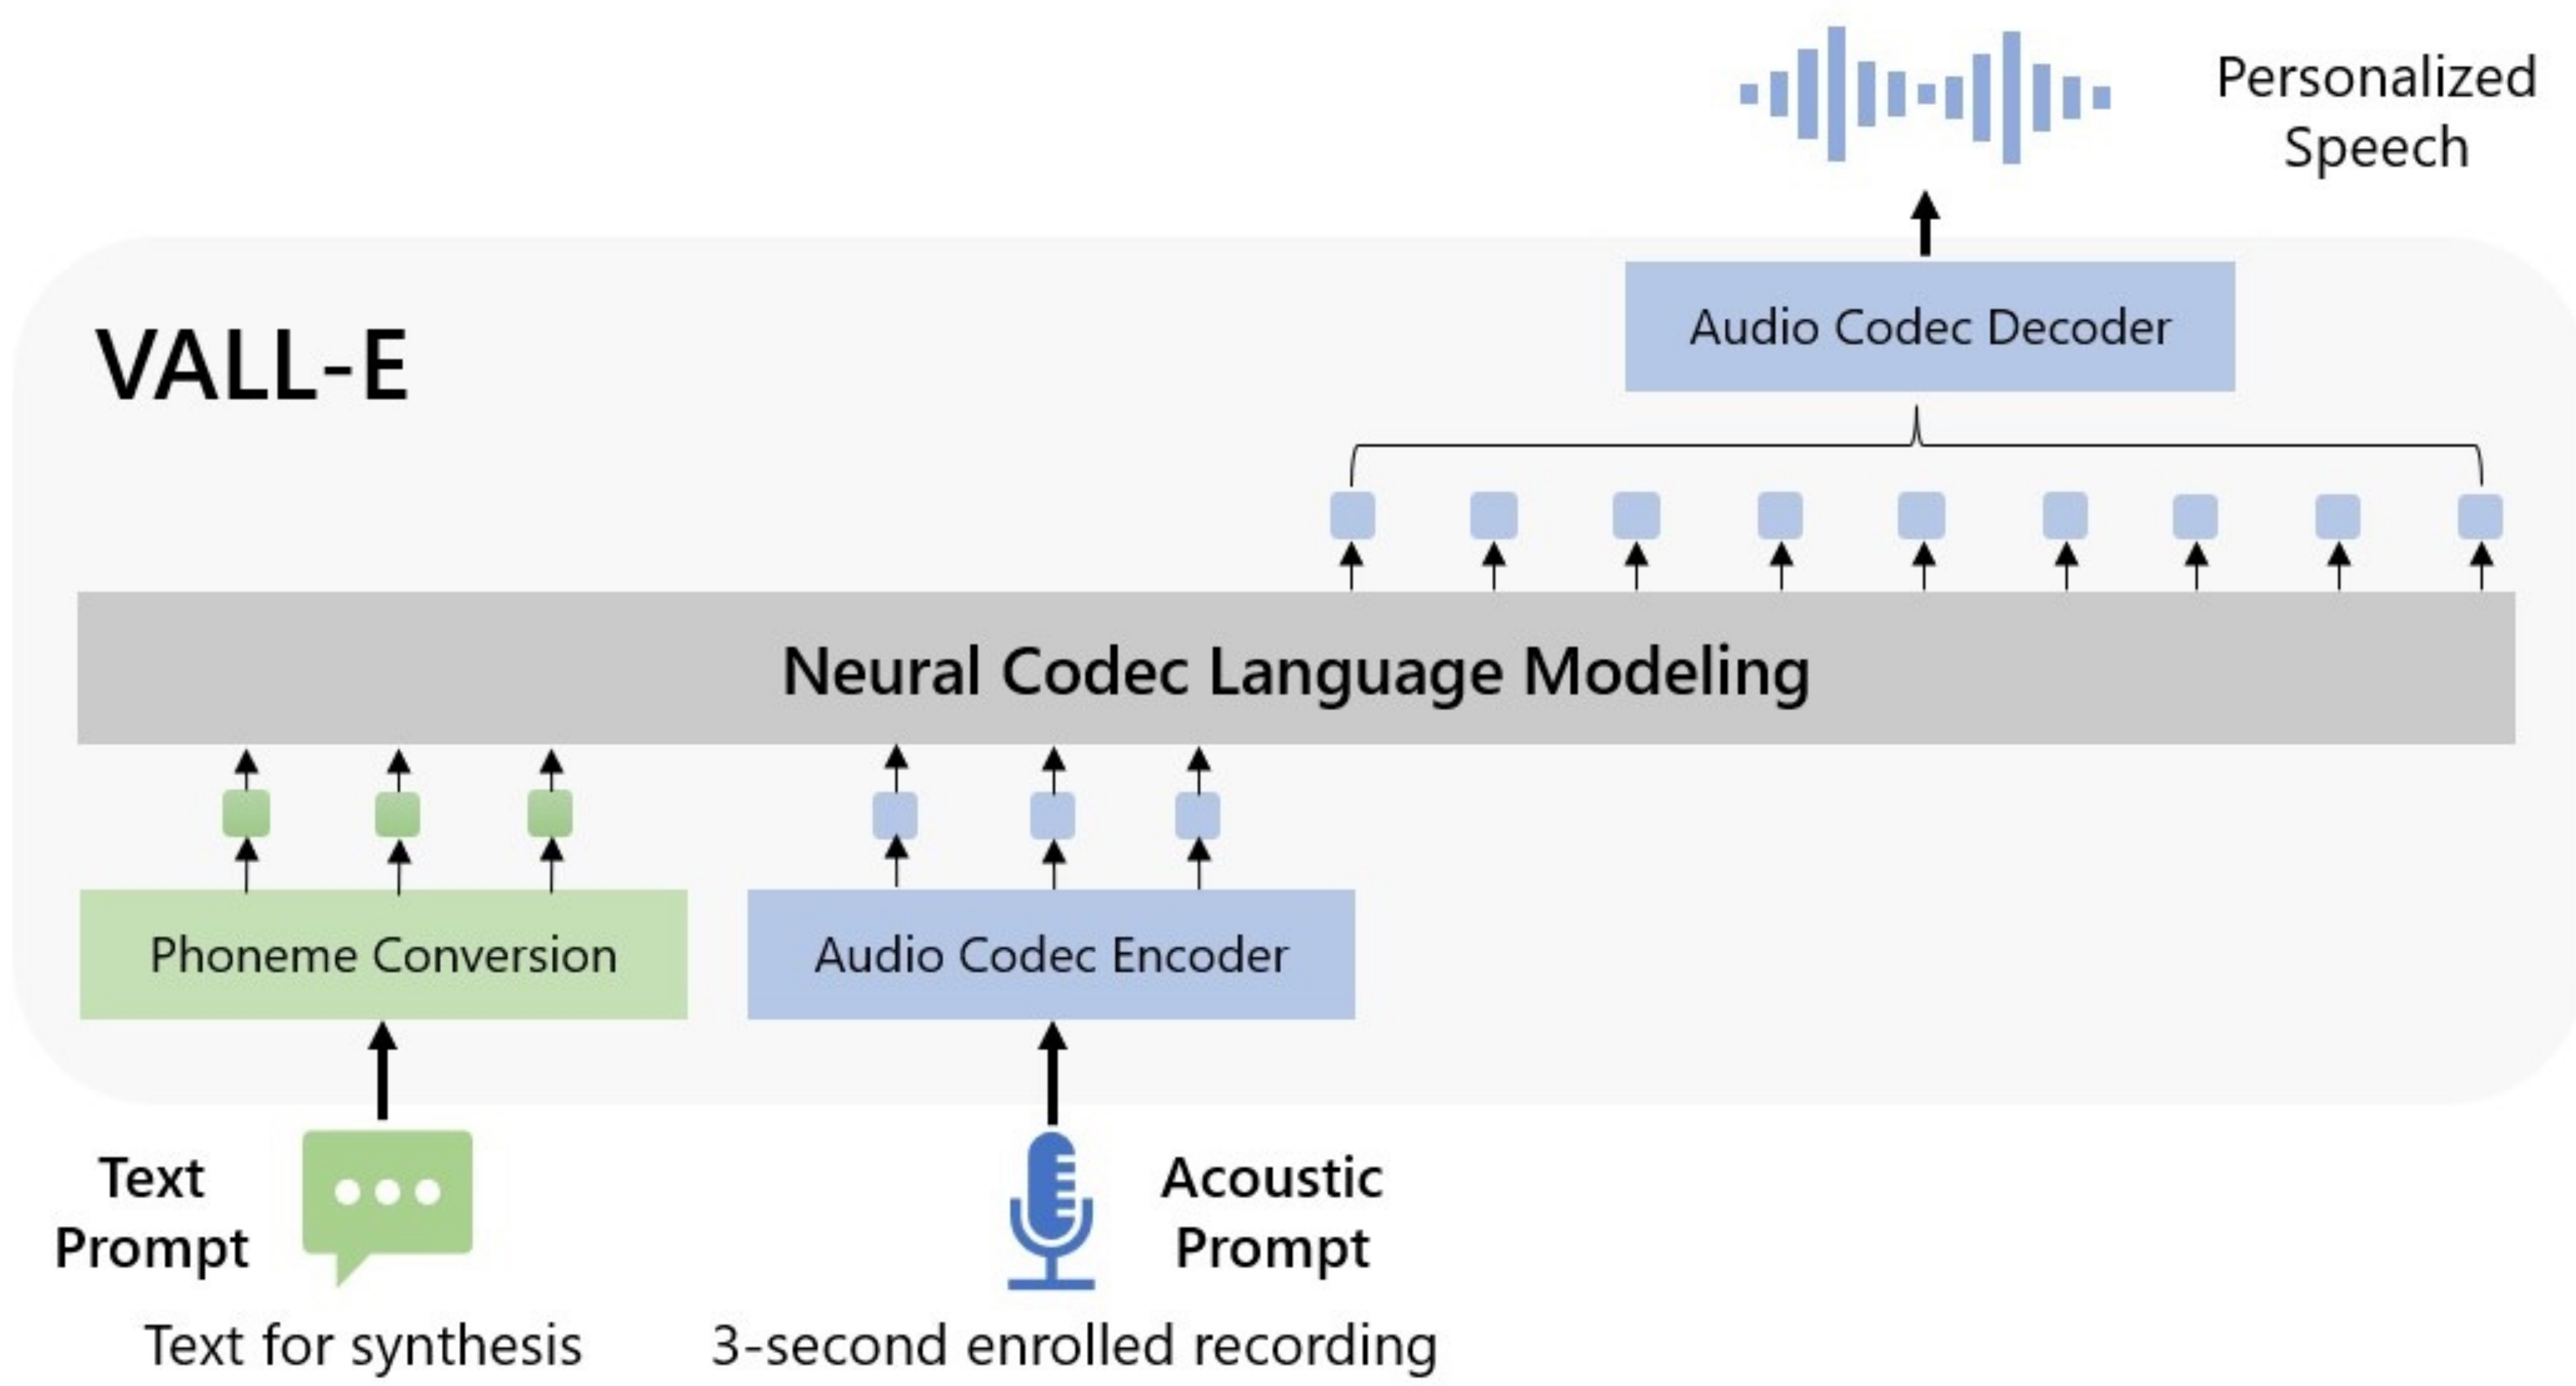 Personalized
Speech
Audio Codec Decoder
VALL-E
Neural Codec Language Modeling
Phoneme Conversion
Audio Codec Encoder
Text
Prompt
Acoustic
Prompt
Text for synthesis
3-second enrolled recording